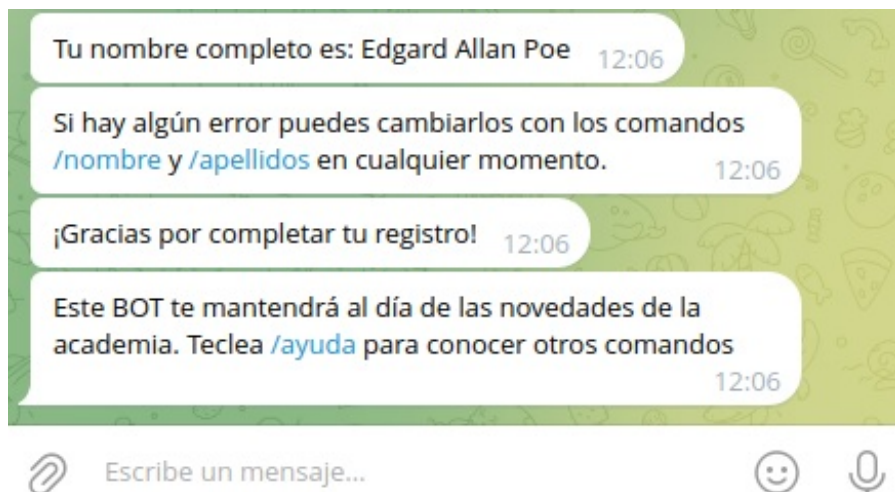 Tu nombre completo es: Edgard Allan Poe 12:06
Si hay algún error puedes cambiarlos con los comandos
/nombre y /apellidos en cualquier momento. 12:06
¡Gracias por completar tu registro! 12:06
Este BOT te mantendrá al día de las novedades de la
academia. Teclea /ayuda para conocer otros comandos
12:06
Escribe un mensaje...